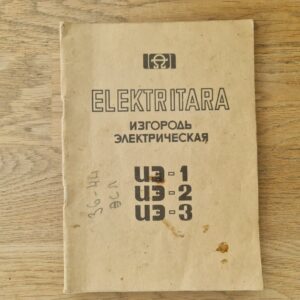 ELEKTRITARA
ИЗГОРОДЬ
ЭЛЕКТРИЧЕСКАЯ
ИЭ-1
ИЭ-2
ИЭ-3